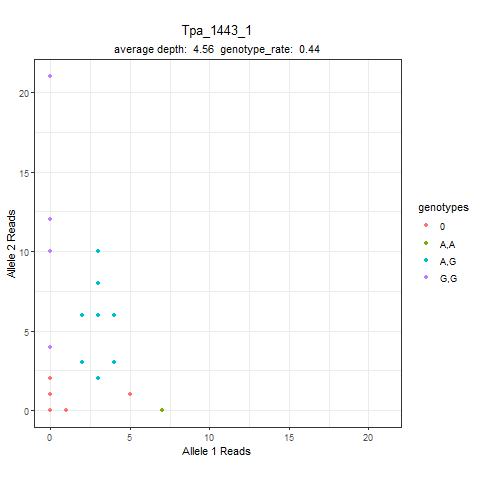 Tpa_1443_1
average depth: 4.56 genotype_rate: 0.44
20
15
10
5
0
Allele 2 Reads
0 5 10 15 20
Allele 1 Reads
genotypes
0
A,A
A,G
G,G